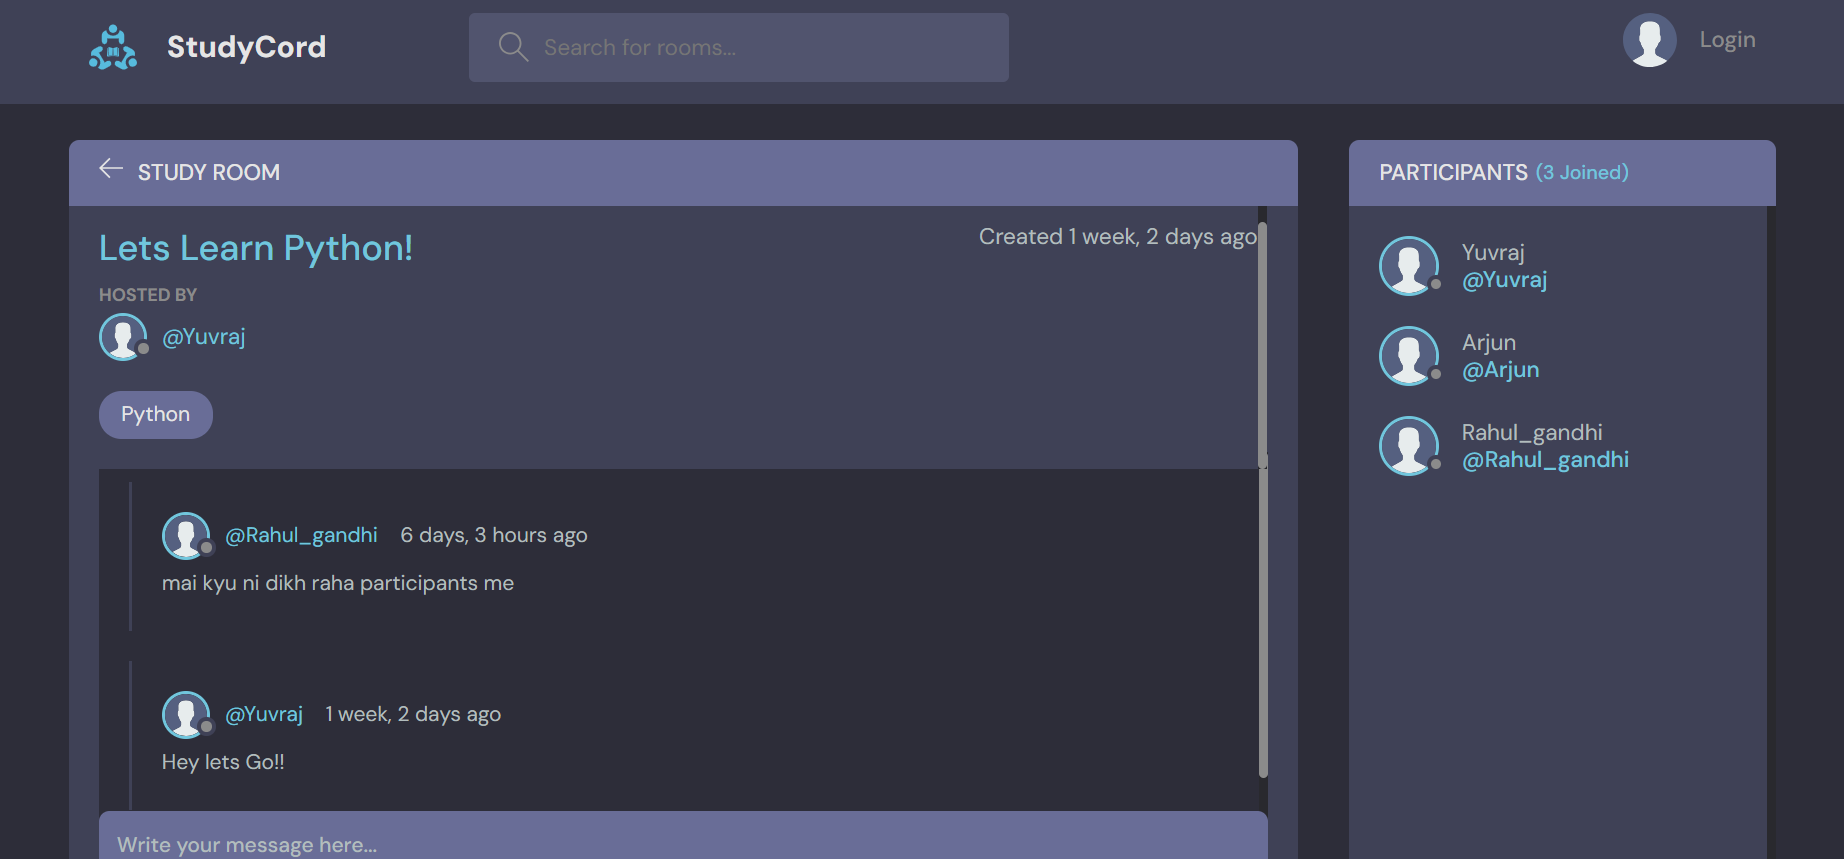 StudyCord
Search for rooms...
Login
STUDY ROOM
Lets Learn Python!
Created 1 week, 2 days ago
HOSTED BY
@Yuvraj
Python
@Rahul_gandhi 6 days, 3 hours ago
mai kyu ni dikh raha participants me
@Yuvraj 1 week, 2 days ago
Hey lets Go!!
Write your message here...
PARTICIPANTS (3 Joined)
Yuvraj
@Yuvraj
Arjun
@Arjun
Rahul_gandhi
@Rahul_gandhi